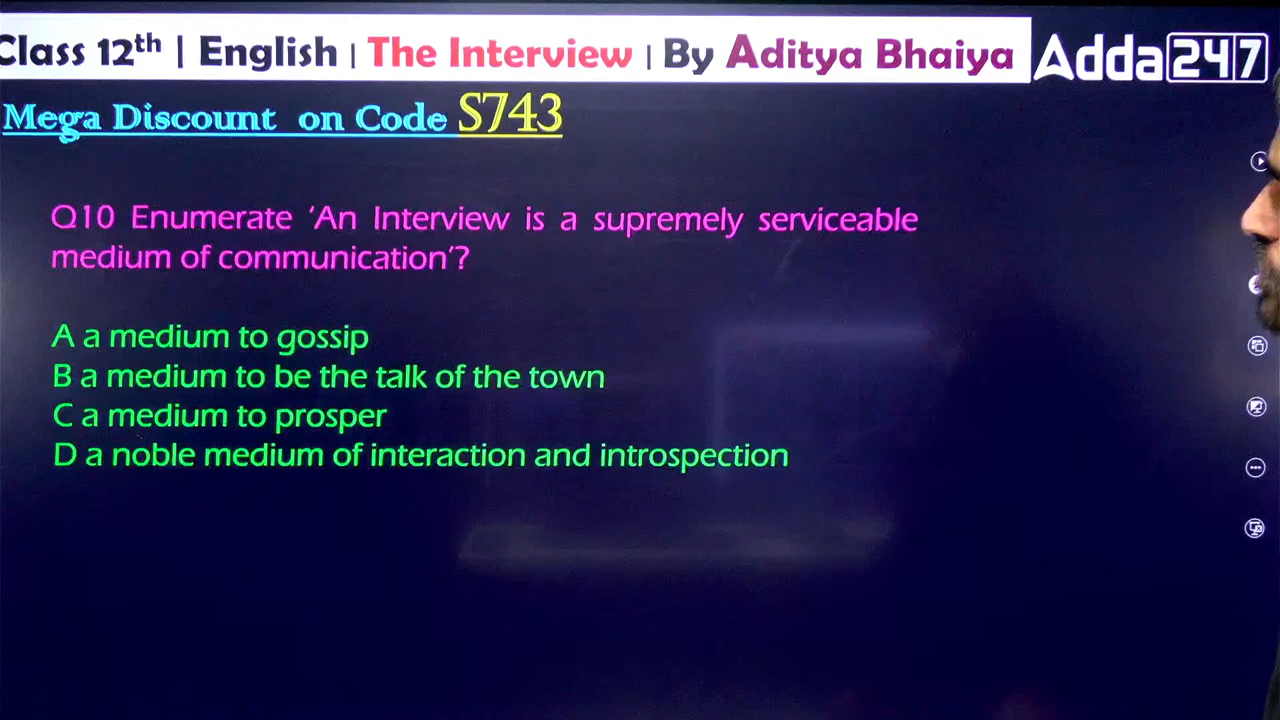 Class 12th | English | The Interview | By Aditya Bhaiya Adda247
Mega Discount on Code S743
Q10 Enumerate 'An Interview is a supremely serviceable
medium of communication'?
A a medium to gossip
B a medium to be the talk of the town
C a medium to prosper
D a noble medium of interaction and introspection